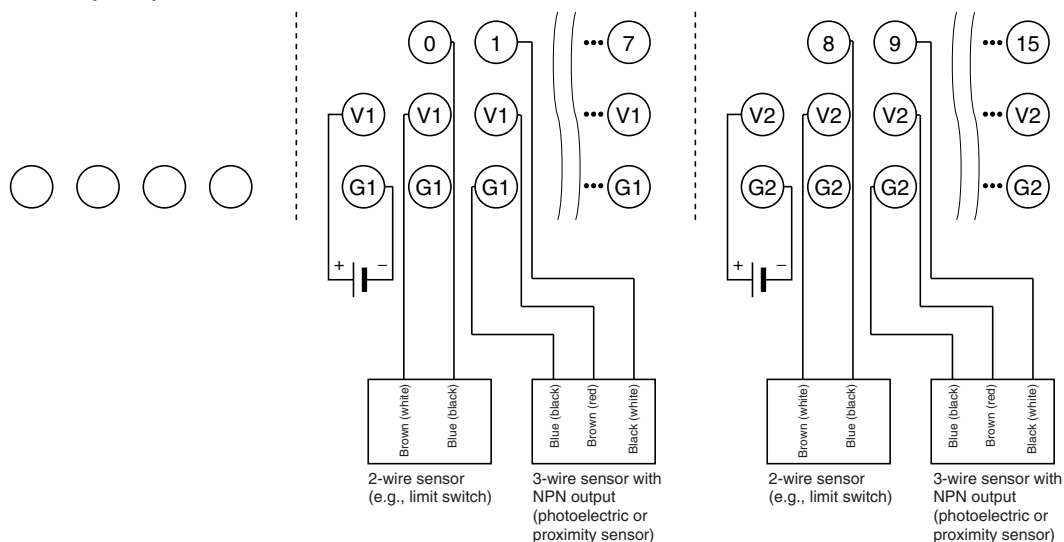 0 1 ••• 7 8 9 ••• 15
V1 V1 V1 ••• V1 V2 V2 V2 ••• V2
G1 G1 G1 ••• G1 G2 G2 G2 ••• G2
+ − + −
Brown (white)
Blue (black)
Blue (black)
Brown (red)
Black (white)
Brown (white)
Blue (black)
Blue (black)
Brown (red)
Black (white)
2-wire sensor
(e.g., limit switch)
3-wire sensor with
NPN output
(photoelectric or
proximity sensor)
2-wire sensor
(e.g., limit switch)
3-wire sensor with
NPN output
(photoelectric or
proximity sensor)